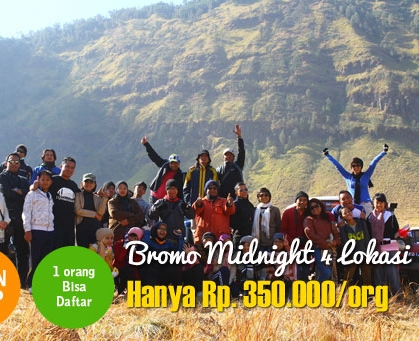 Bromo Midnight 4 Lokasi
1 orang
Bisa
Daftar
Hanya Rp. 350.000/org